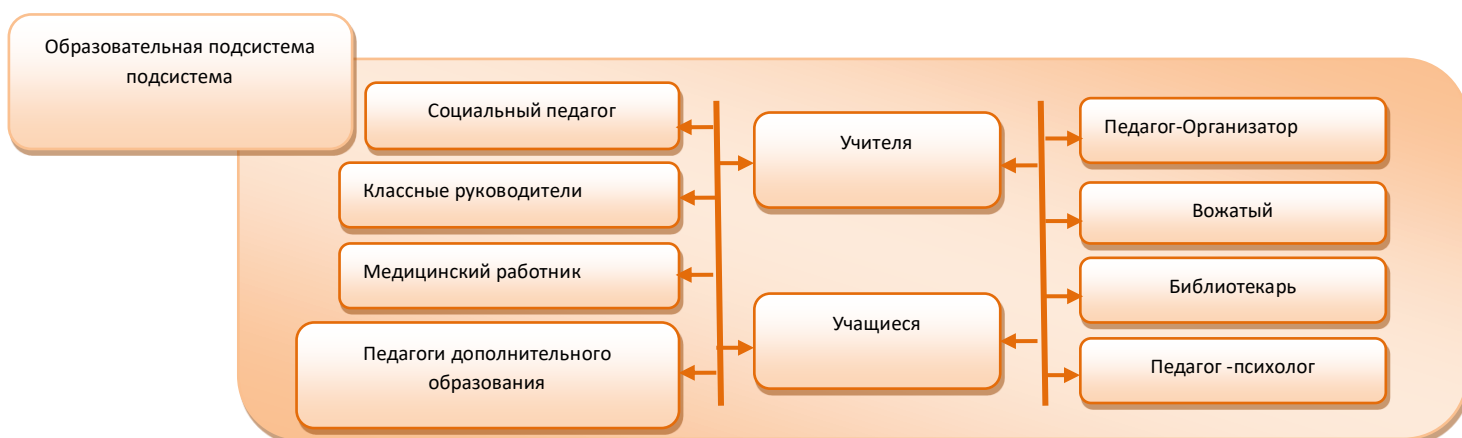 Образовательная подсистема
подсистема
Социальный педагог
Классные руководители
Медицинский работник
Педагоги дополнительного
образования
Учителя
Учащиеся
Педагог-Организатор
Вожатый
Библиотекарь
Педагог -психолог